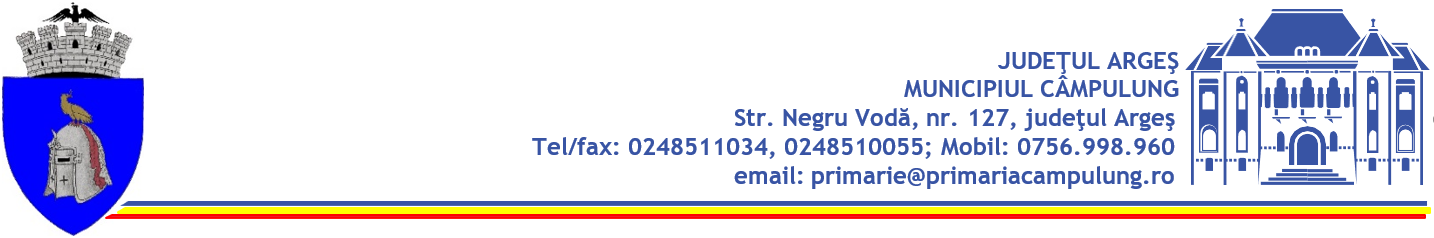 JUDEŢUL ARGEŞ
MUNICIPIUL CÂMPULUNG
Str. Negru Vodă, nr. 127, judeţul Argeş
Tel/fax: 0248511034, 0248510055; Mobil: 0756.998.960
email: primarie@primariacampulung.ro